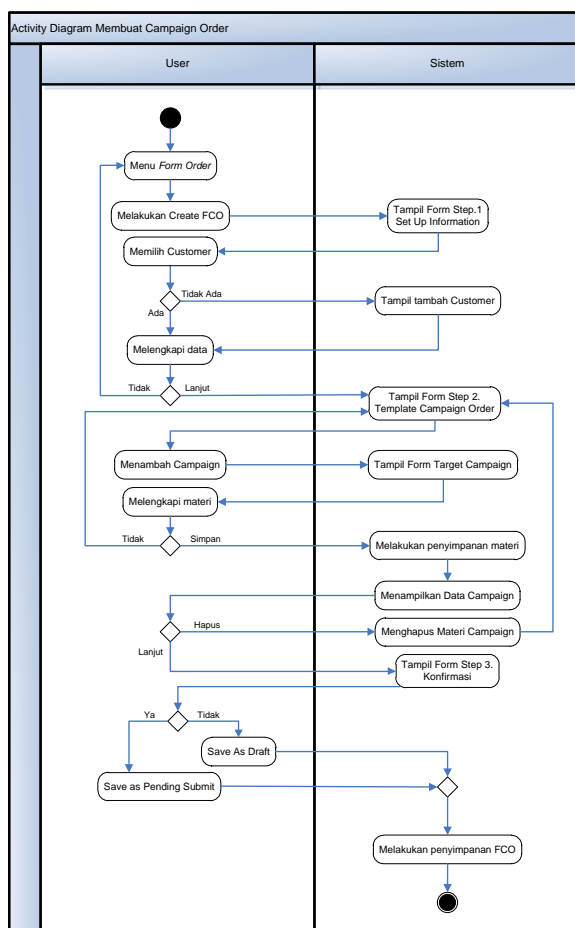 Activity Diagram Membuat Campaign Order
User
Sistem
Menu Form Order
Melakukan Create FCO
Tampil Form Step.1
Set Up Information
Memilih Customer
Tidak Ada
Ada
Tampil tambah Customer
Melengkapi data
Tidak
Lanjut
Tampil Form Step 2.
Template Campaign Order
Menambah Campaign
Tampil Form Target Campaign
Melengkapi materi
Tidak
Simpan
Melakukan penyimpanan materi
Menampilkan Data Campaign
Hapus
Menghapus Materi Campaign
Lanjut
Tampil Form Step 3.
Konfirmasi
Ya
Tidak
Save As Draft
Save as Pending Submit
Melakukan penyimpanan FCO